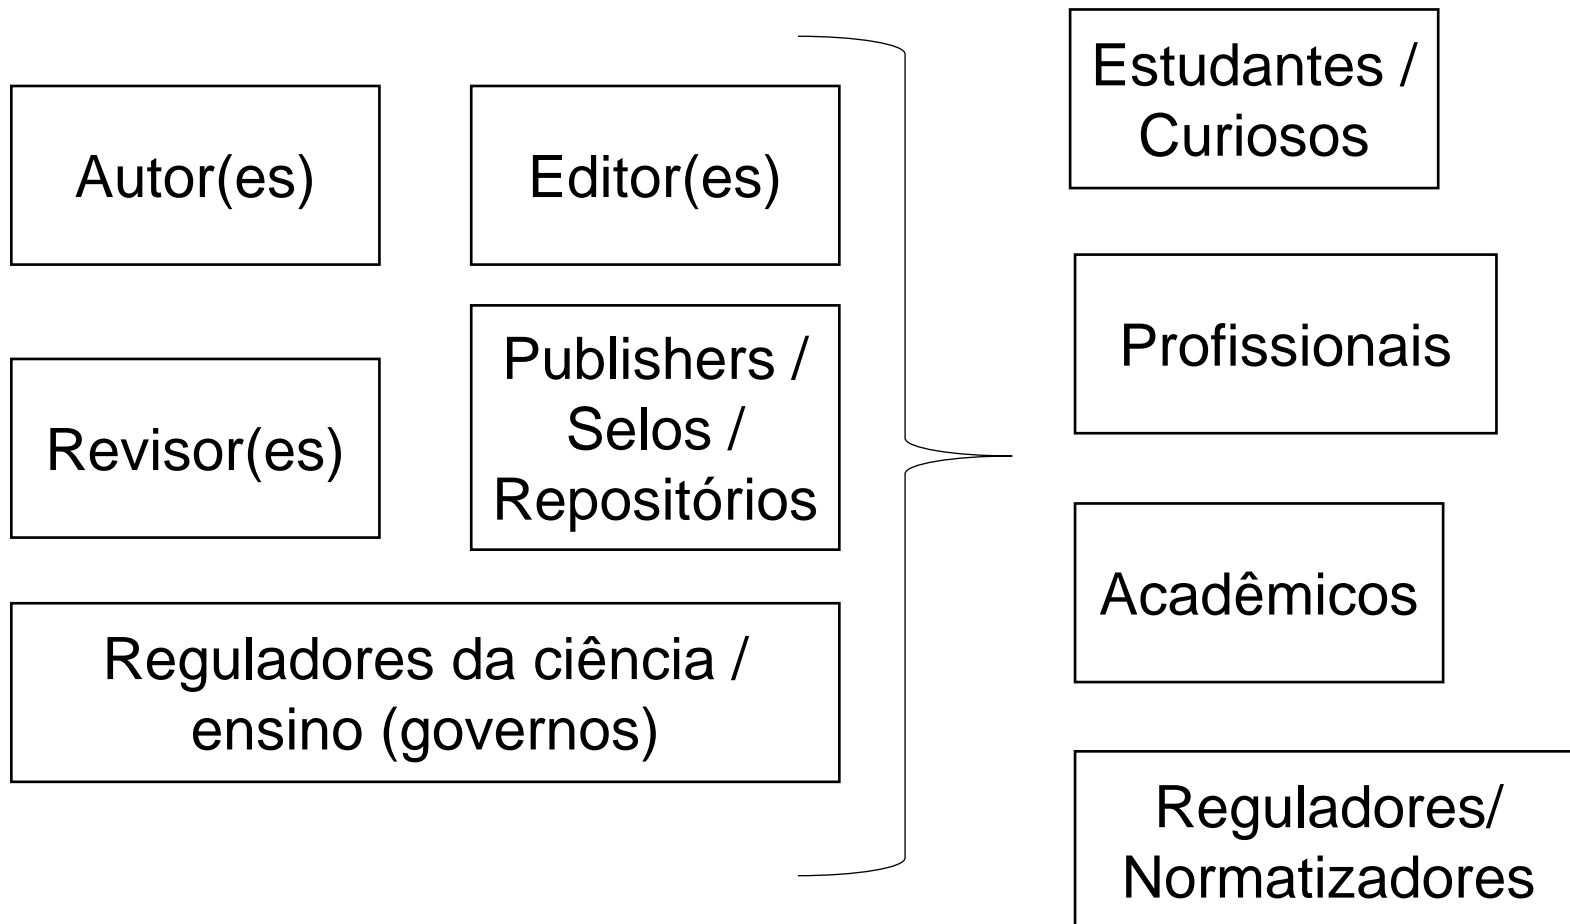 Autor(es)
Editor(es)
Revisor(es)
Publishers /
Selos /
Repositórios
Reguladores da ciência /
ensino (governos)
Estudantes /
Curiosos
Profissionais
Acadêmicos
Reguladores/
Normatizadores